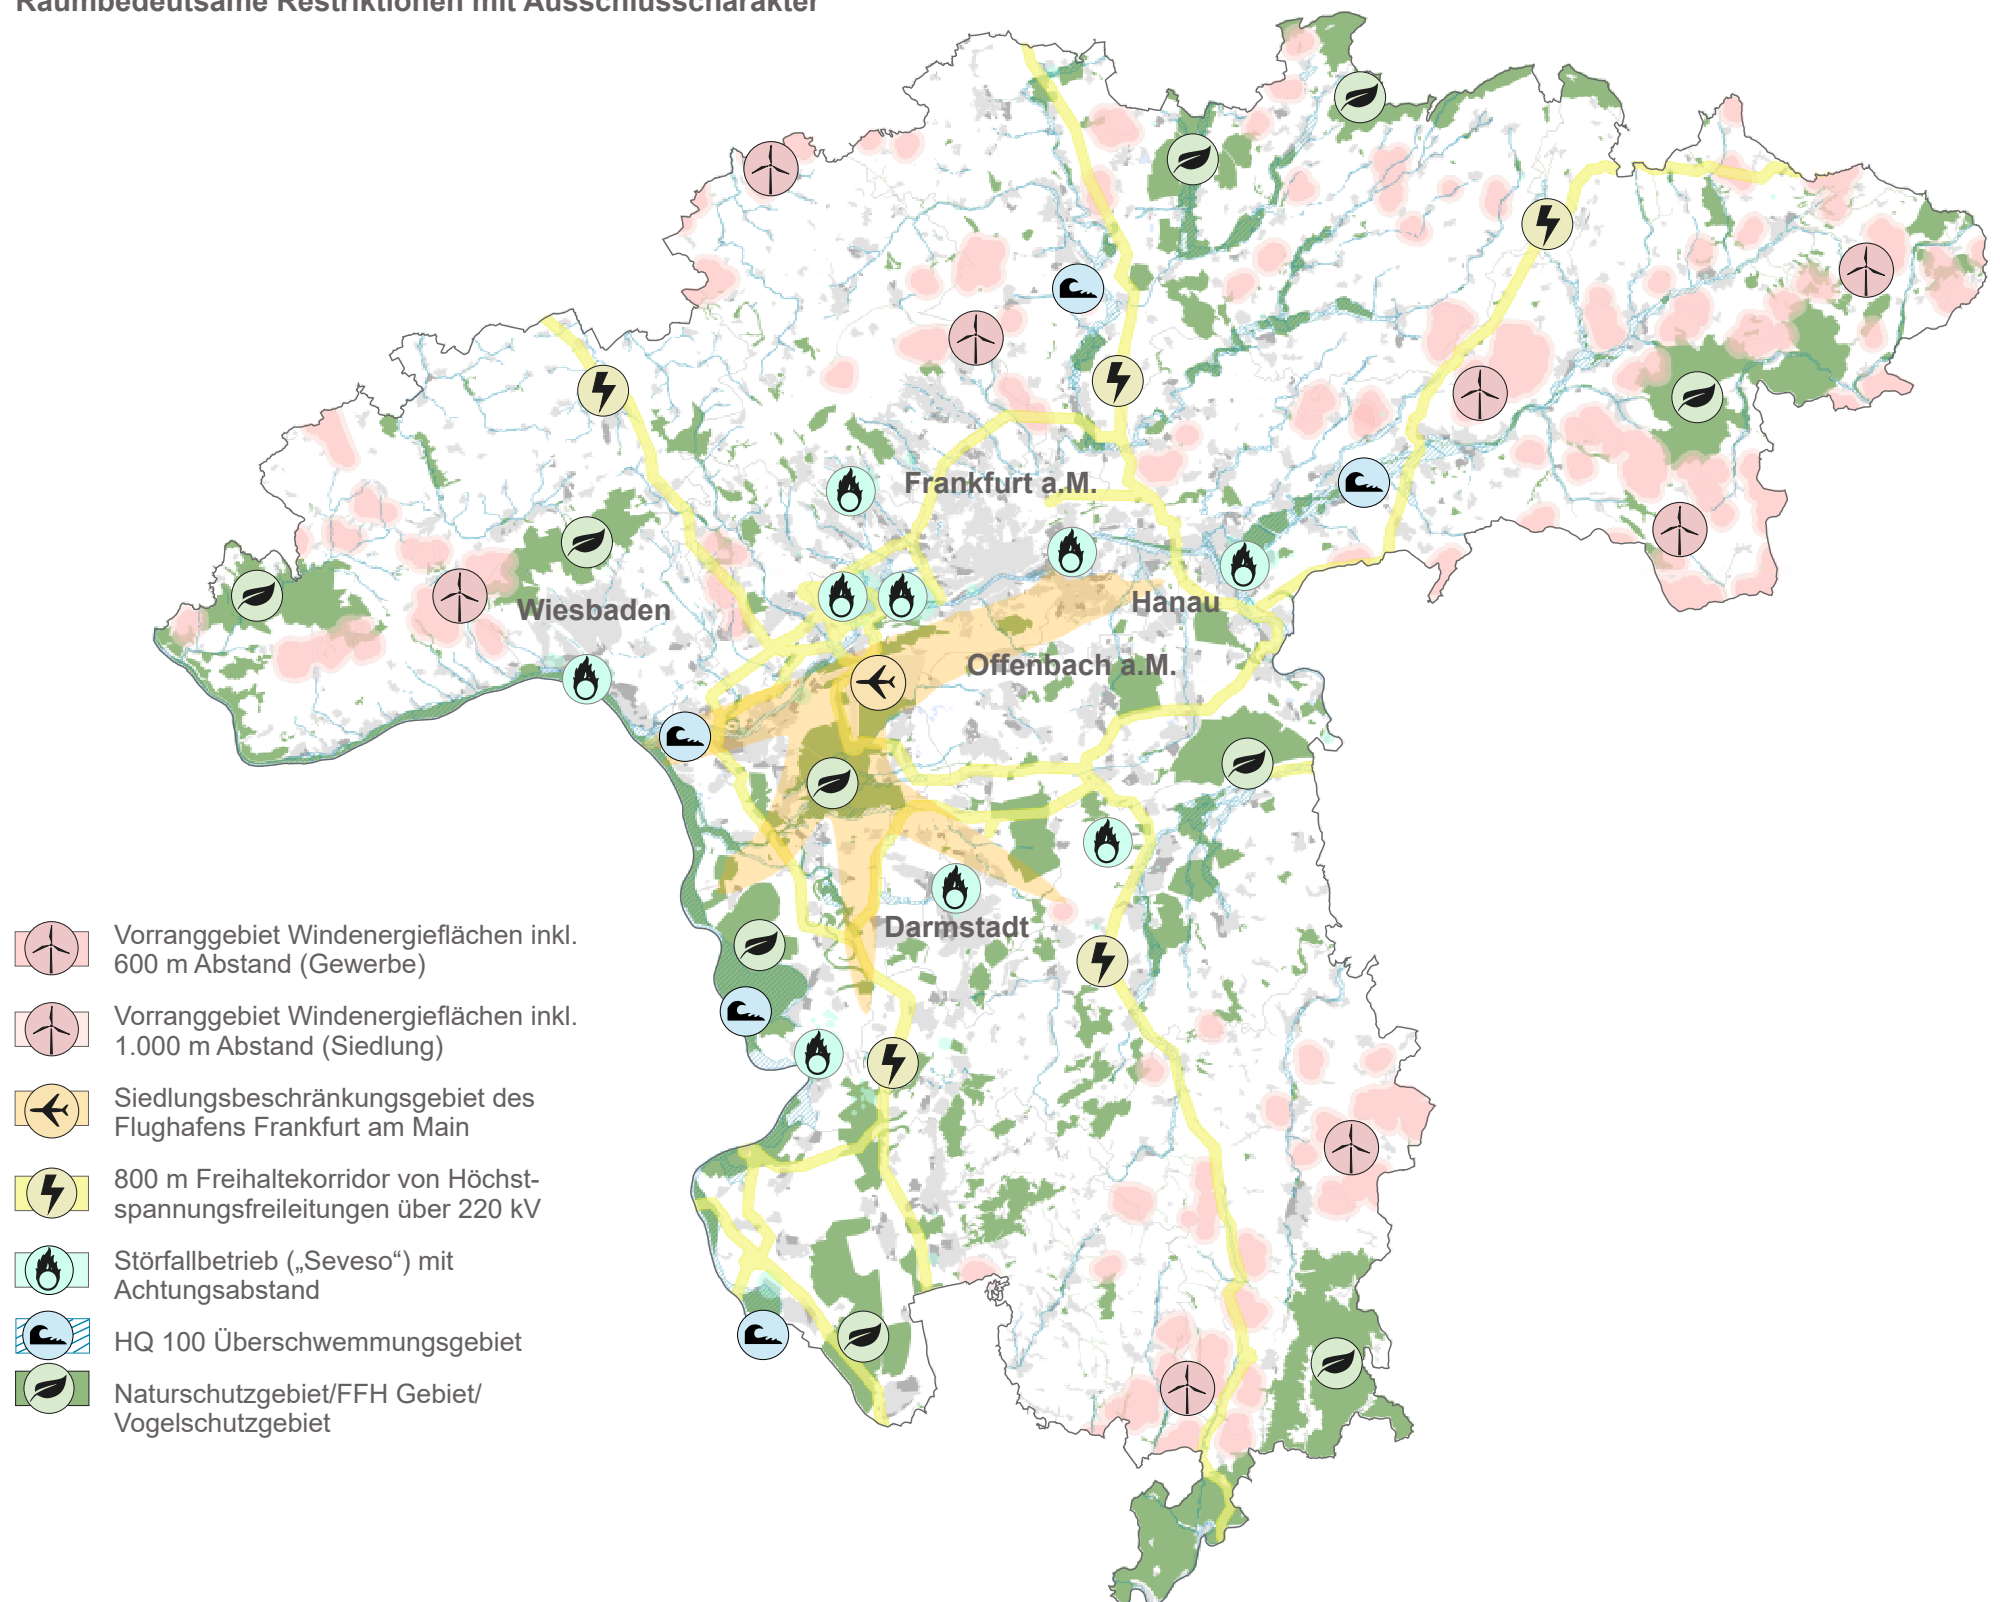 Raumbedeutsame Restriktionen mit Ausschlusscharakter
Frankfurt a.M.
Hanau
Wiesbaden
Offenbach a.M.
Darmstadt
Vorranggebiet Windenergieflächen inkl.
600 m Abstand (Gewerbe)
Vorranggebiet Windenergieflächen inkl.
1.000 m Abstand (Siedlung)
Siedlungsbeschränkungsgebiet des
Flughafens Frankfurt am Main
800 m Freihaltekorridor von Höchst-
spannungsfreileitungen über 220 kV
Störfallbetrieb („Seveso“) mit
Achtungsabstand
HQ 100 Überschwemmungsgebiet
Naturschutzgebiet/FFH Gebiet/
Vogelschutzgebiet